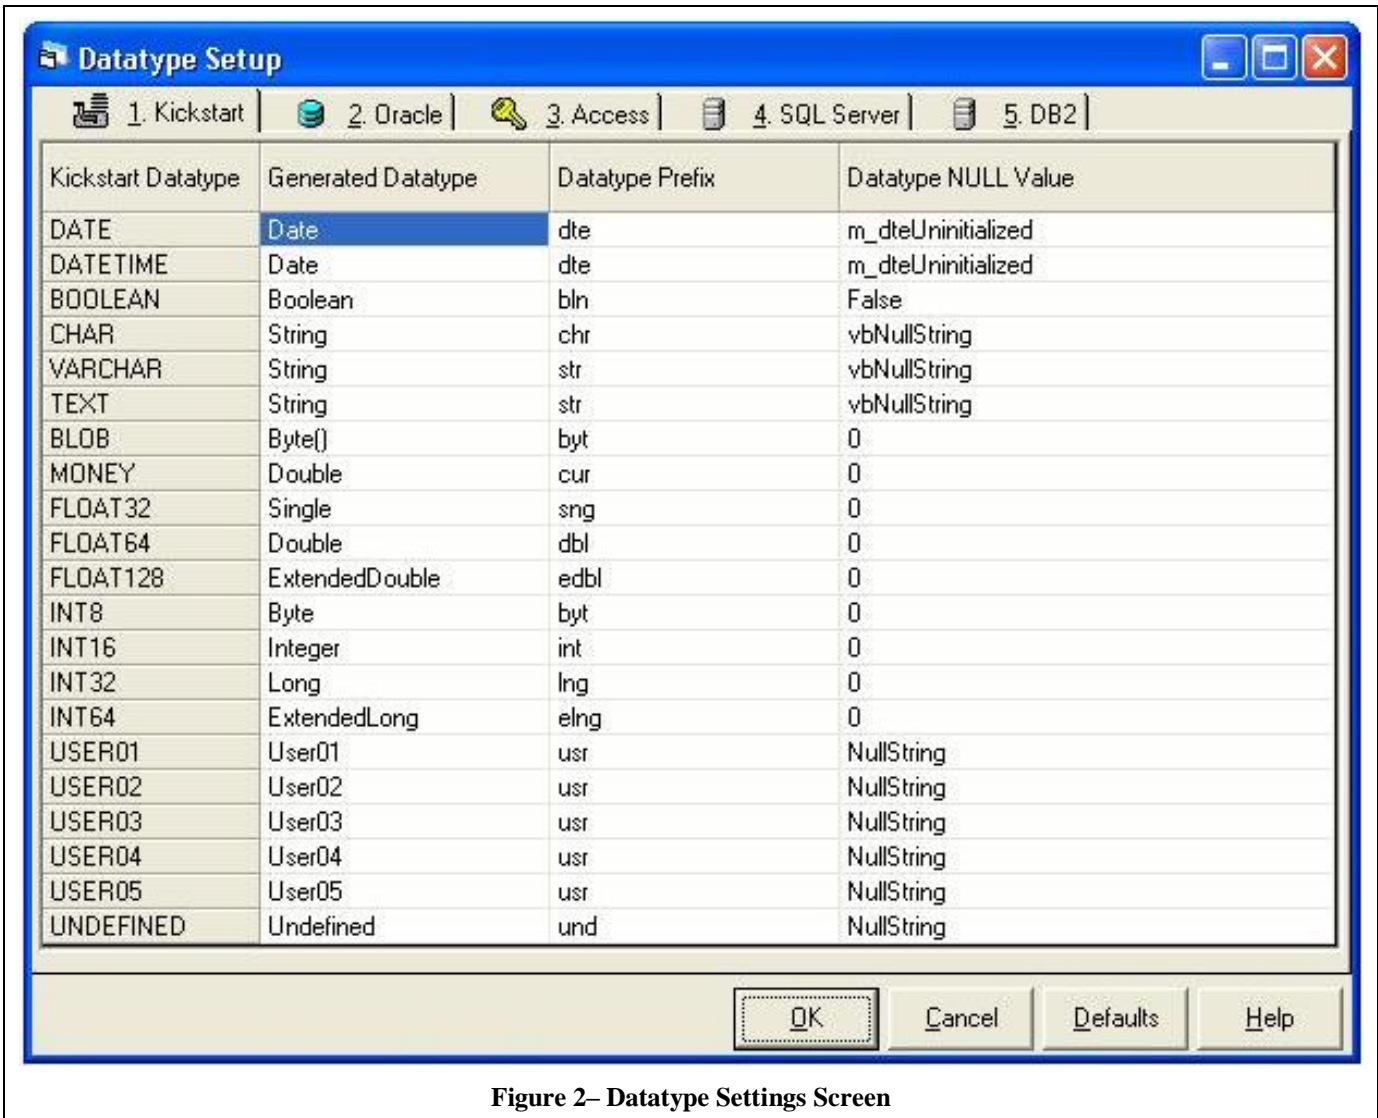 Datatype Setup
1. Kickstart 2. Oracle 3. Access 4. SQL Server 5. DB2
Kickstart Datatype Generated Datatype Datatype Prefix Datatype NULL Value
DATE Date dte m_dteUninitialized
DATETIME Date dte m_dteUninitialized
BOOLEAN Boolean bln False
CHAR String chr vbNullString
VARCHAR String str vbNullString
TEXT String str vbNullString
BLOB Byte() byt 0
MONEY Double cur 0
FLOAT32 Single sng 0
FLOAT64 Double dbl 0
FLOAT128 ExtendedDouble edbl 0
INT8 Byte byt 0
INT16 Integer int 0
INT32 Long lng 0
INT64 ExtendedLong elng 0
USER01 User01 usr NullString
USER02 User02 usr NullString
USER03 User03 usr NullString
USER04 User04 usr NullString
USER05 User05 usr NullString
UNDEFINED Undefined und NullString
OK Cancel Defaults Help
Figure 2– Datatype Settings Screen